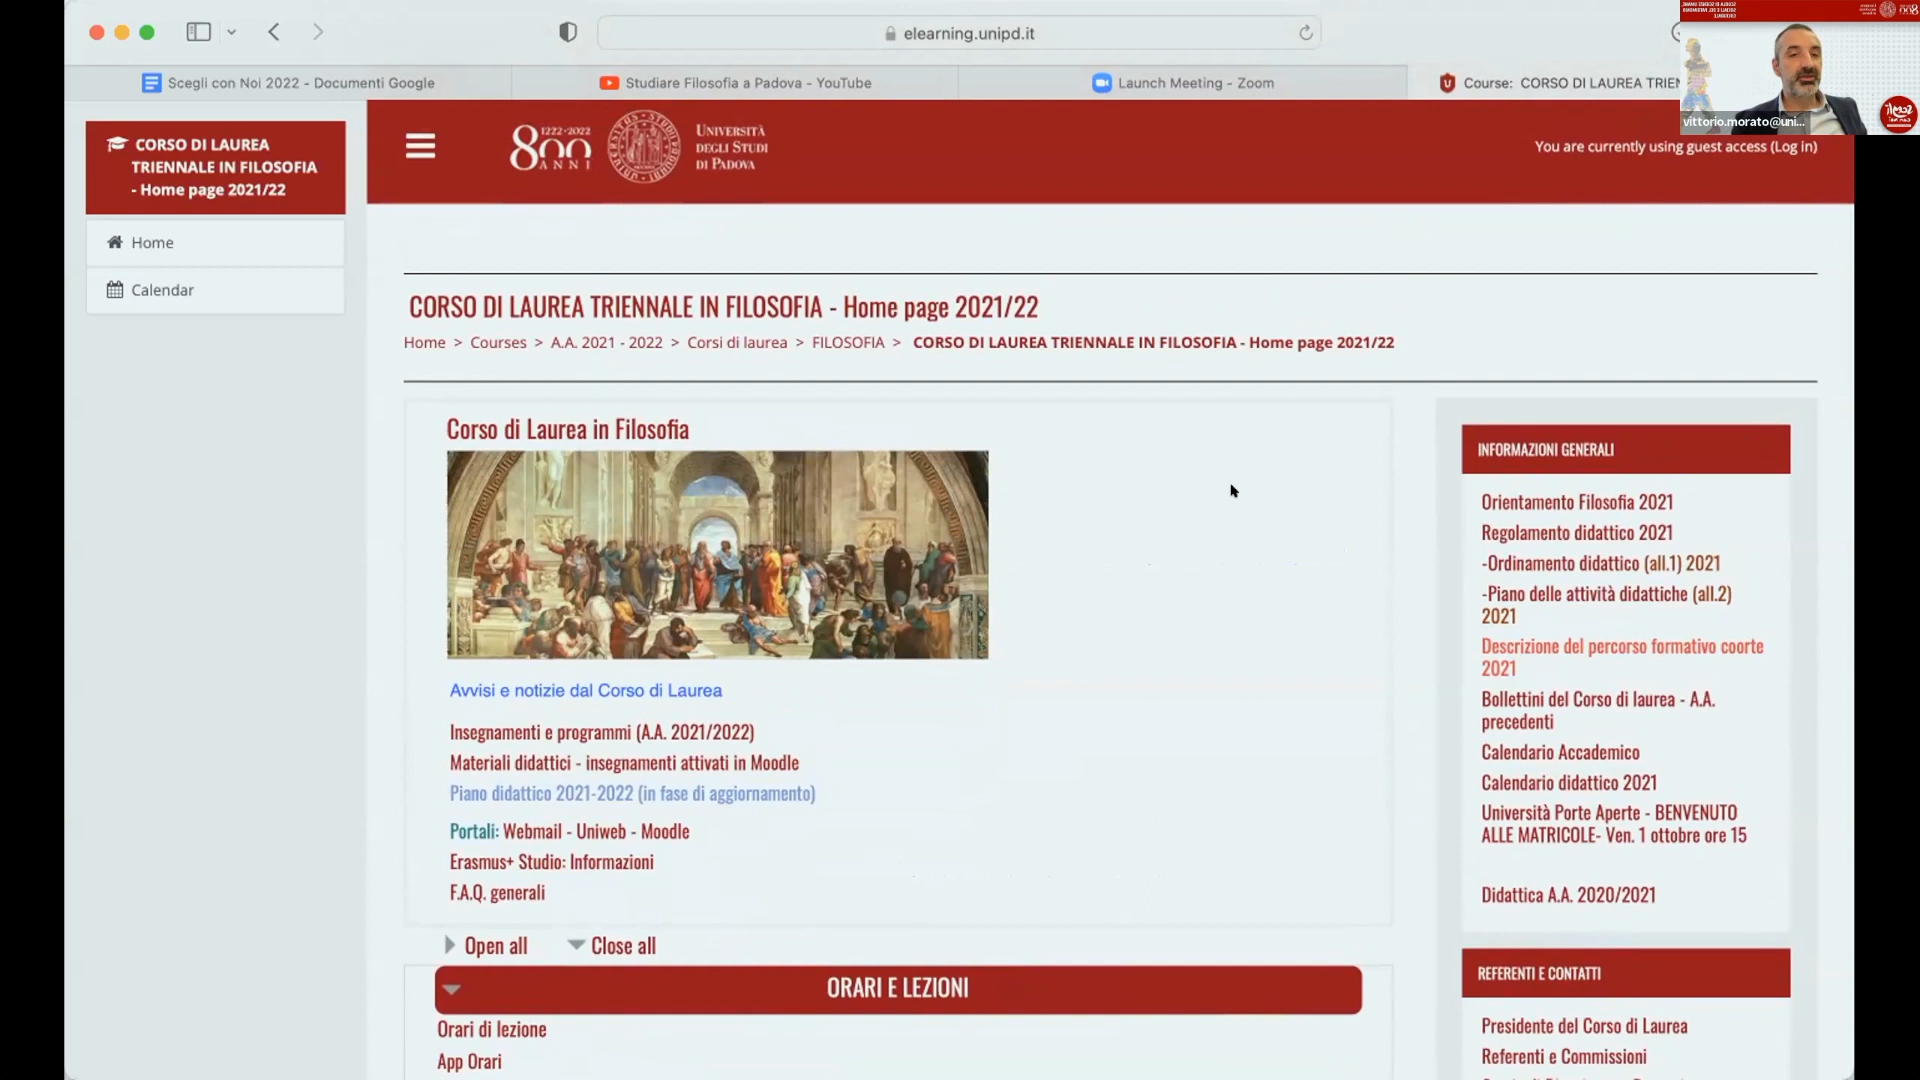 elearning.unipd.it
Scegli con Noi 2022 - Documenti Google
Studiare Filosofia a Padova - YouTube
Launch Meeting - Zoom
Course: CORSO DI LAUREA TRIEN
vittorio.morato@uni...
CORSO DI LAUREA
TRIENNALE IN FILOSOFIA
- Home page 2021/22
Home
Calendar
1222·2022
800
ANNI
UNIVERSITÀ
DEGLI STUDI
DI PADOVA
You are currently using guest access (Log in)
CORSO DI LAUREA TRIENNALE IN FILOSOFIA - Home page 2021/22
Home > Courses > A.A. 2021 - 2022 > Corsi di laurea > FILOSOFIA > CORSO DI LAUREA TRIENNALE IN FILOSOFIA - Home page 2021/22
Corso di Laurea in Filosofia
Avvisi e notizie dal Corso di Laurea
Insegnamenti e programmi (A.A. 2021/2022)
Materiali didattici - insegnamenti attivati in Moodle
Piano didattico 2021-2022 (in fase di aggiornamento)
Portali: Webmail - Uniweb - Moodle
Erasmus+ Studio: Informazioni
F.A.Q. generali
Open all
Close all
ORARI E LEZIONI
Orari di lezione
App Orari
INFORMAZIONI GENERALI
Orientamento Filosofia 2021
Regolamento didattico 2021
-Ordinamento didattico (all.1) 2021
-Piano delle attività didattiche (all.2)
2021
Descrizione del percorso formativo coorte
2021
Bollettini del Corso di laurea - A.A.
precedenti
Calendario Accademico
Calendario didattico 2021
Università Porte Aperte - BENVENUTO
ALLE MATRICOLE- Ven. 1 ottobre ore 15
Didattica A.A. 2020/2021
REFERENTI E CONTATTI
Presidente del Corso di Laurea
Referenti e Commissioni